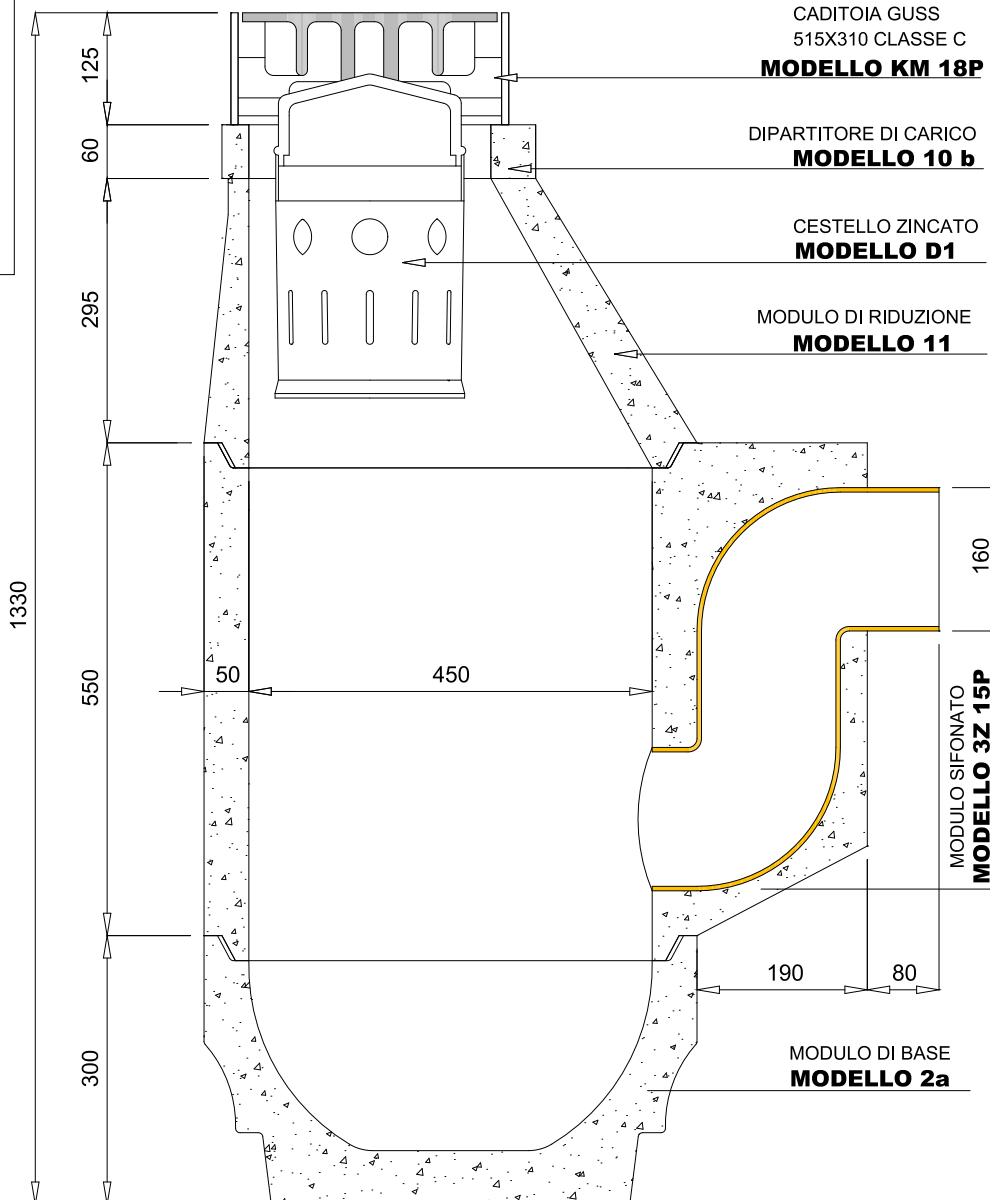 CADITOIA GUSS
515X310 CLASSE C
MODELLO KM 18P
125
60
DIPARTITORE DI CARICO
MODELLO 10 b
CESTELLO ZINCATO
MODELLO D1
295
MODULO DI RIDUZIONE
MODELLO 11
160
1330
550
50
450
MODULO SIFONATO
MODELLO 3Z 15P
190
80
300
MODULO DI BASE
MODELLO 2a